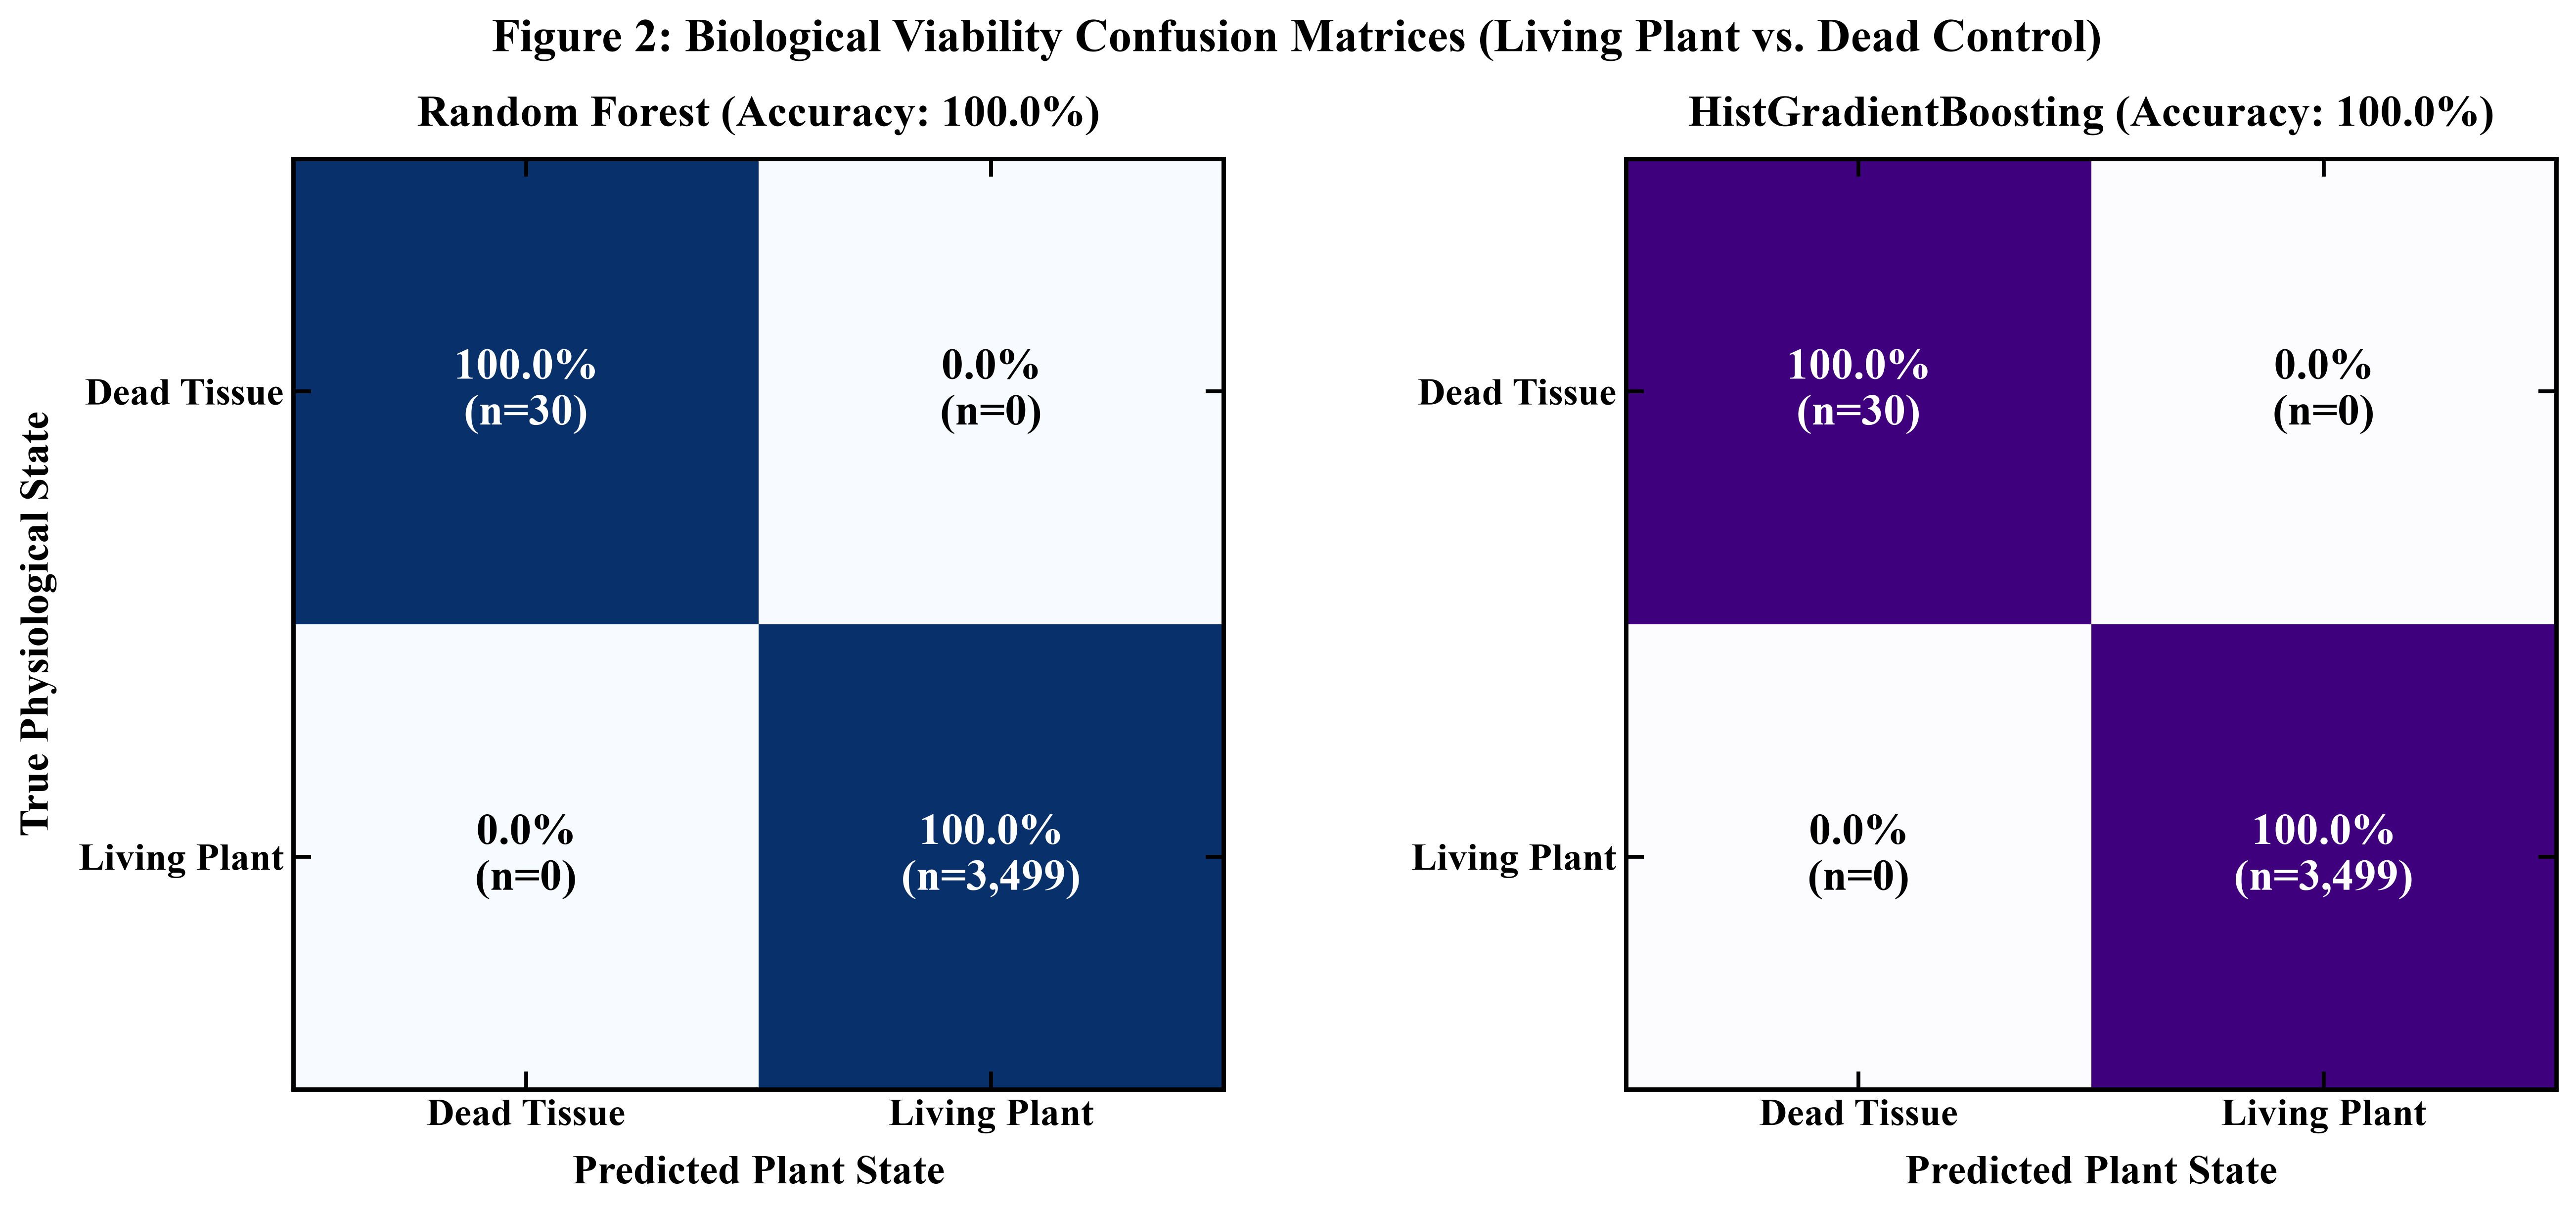 Figure 2: Biological Viability Confusion Matrices (Living Plant vs. Dead Control)
Random Forest (Accuracy: 100.0%)
True Physiological State
Dead Tissue
100.0%
(n=30)
0.0%
(n=0)
Living Plant
0.0%
(n=0)
100.0%
(n=3,499)
Dead Tissue
Living Plant
Predicted Plant State
HistGradientBoosting (Accuracy: 100.0%)
Dead Tissue
100.0%
(n=30)
0.0%
(n=0)
Living Plant
0.0%
(n=0)
100.0%
(n=3,499)
Dead Tissue
Living Plant
Predicted Plant State